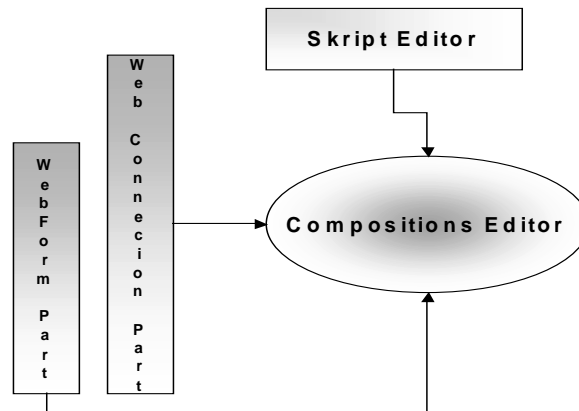 Skript Editor
Web Connecion Part
WebForm Part
Compositions Editor